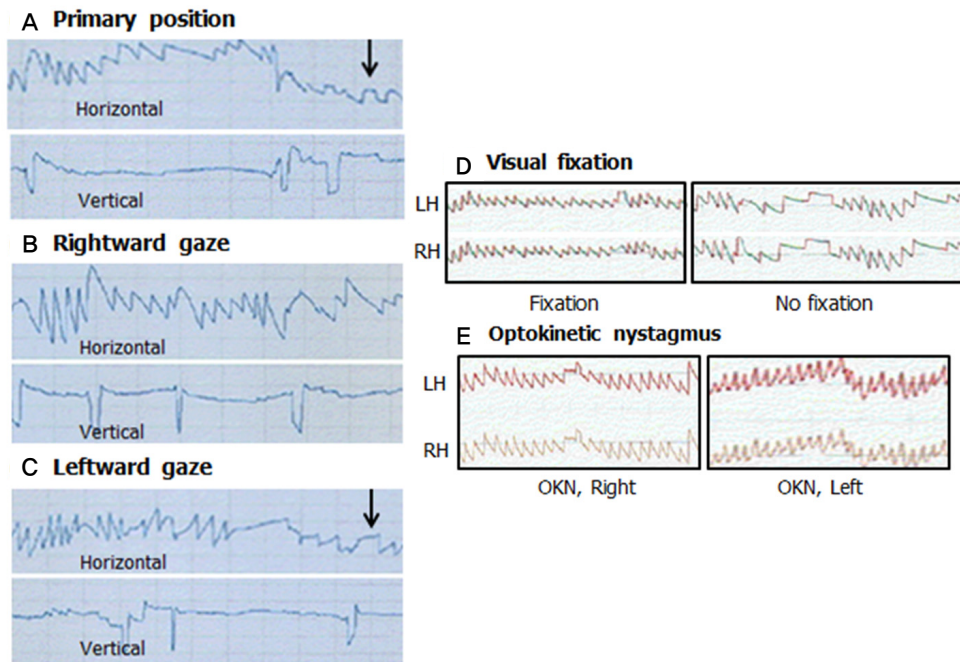 A Primary position
Horizontal
Vertical
B Rightward gaze
Horizontal
Vertical
C Leftward gaze
Horizontal
Vertical
D Visual fixation
LH
RH
Fixation No fixation
E Optokinetic nystagmus
LH
RH
OKN, Right OKN, Left